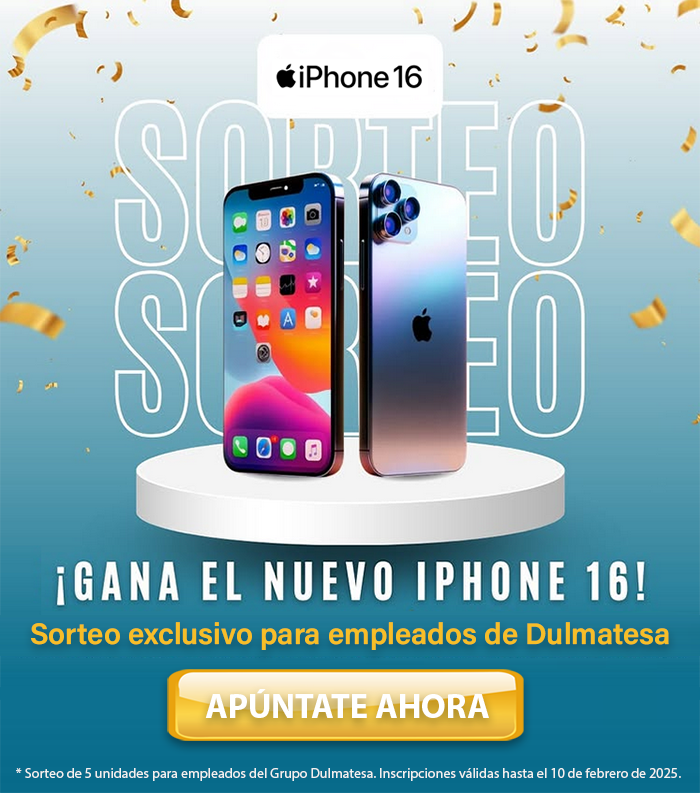 iPhone 16
SORTEO
SORTEO
¡GANA EL NUEVO IPHONE 16!
Sorteo exclusivo para empleados de Dulmatesa
APÚNTATE AHORA
* Sorteo de 5 unidades para empleados del Grupo Dulmatesa. Inscripciones válidas hasta el 10 de febrero de 2025.